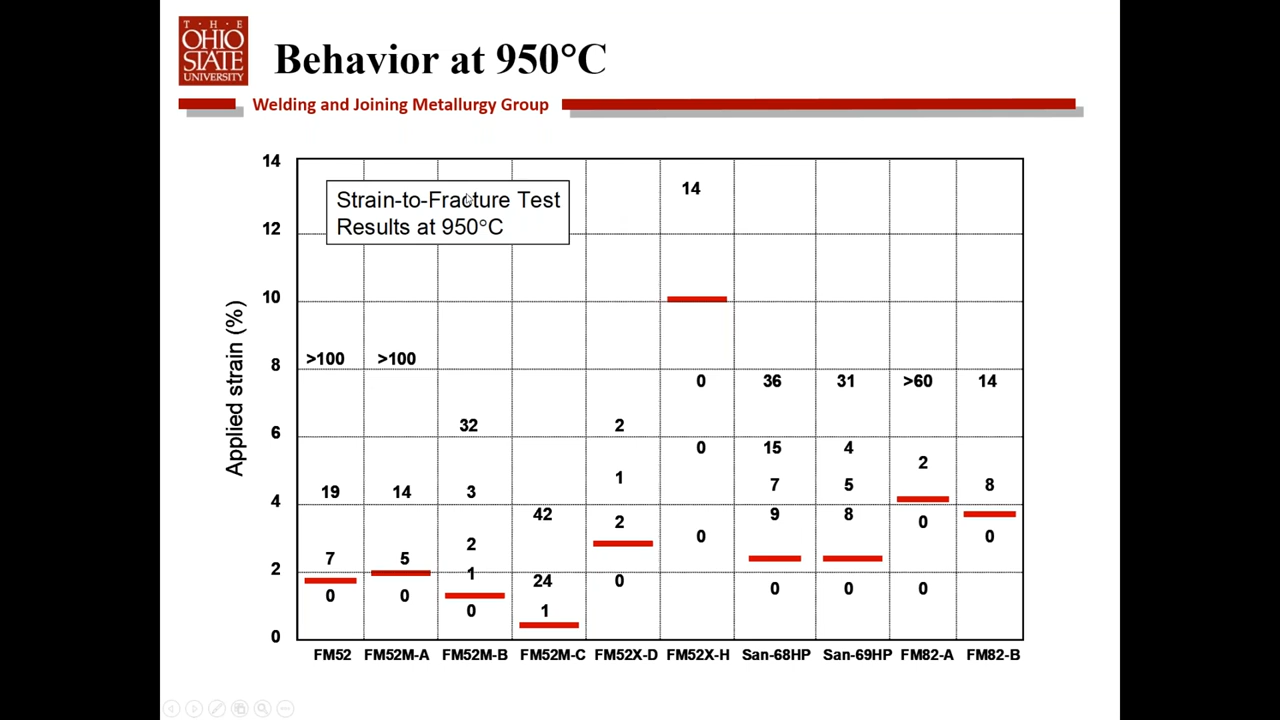 T · H · E
OHIO
STATE
UNIVERSITY
Behavior at 950°C
Welding and Joining Metallurgy Group
14
12
10
8
6
4
2
0
Applied strain (%)
Strain-to-Fracture Test
Results at 950°C
14
>100 >100
0 36 31 >60 14
32 2
0 15 4
2
1
19 14 3 7 5 8
42 2 9 8 0
2 0 0
7 5
1 24 0 0 0 0
0 0 0 1
FM52 FM52M-A FM52M-B FM52M-C FM52X-D FM52X-H San-68HP San-69HP FM82-A FM82-B